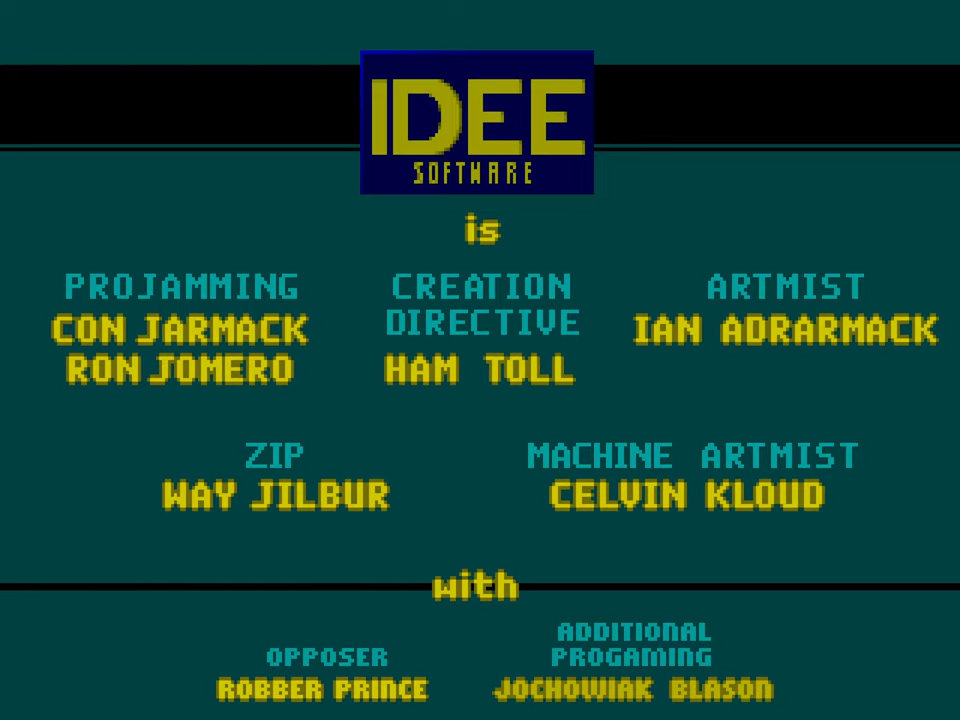 IDEE
SOFTWARE
is
PROJAMMING
CON JARMACK
RON JOMERO
CREATION
DIRECTIVE
HAM TOLL
ARTMIST
IAN ADRARMACK
ZIP
WAY JILBUR
MACHINE ARTMIST
CELVIN KLOUD
with
OPPOSER
ROBBER PRINCE
ADDITIONAL
PROGAMING
JOCHOWIAK BLASON